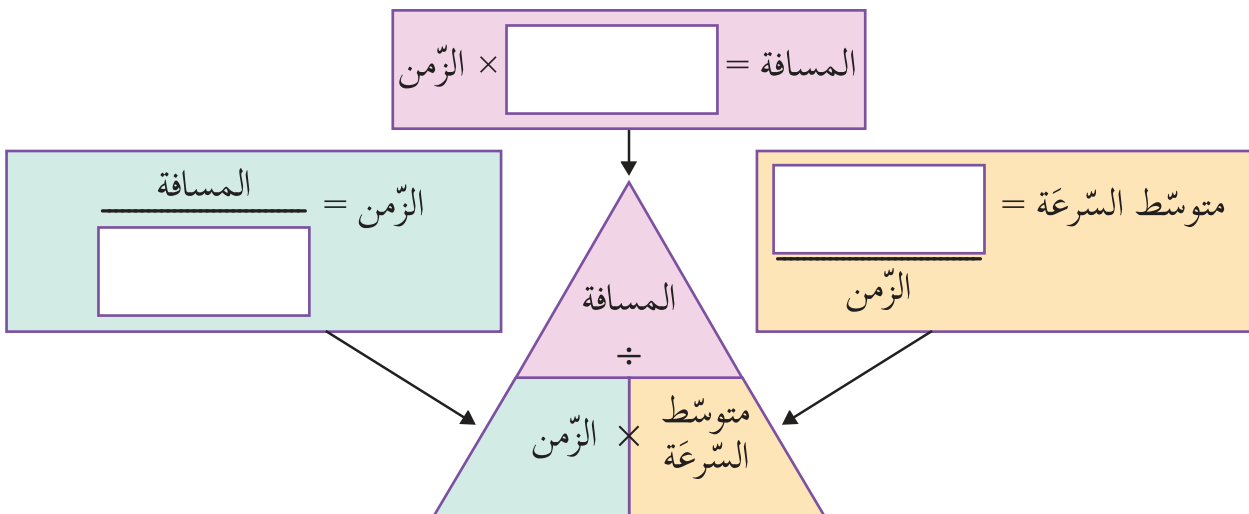 المسافة = × الزّمن
متوسّط السّرعَة =
الزّمن
الزّمن = المسافة
المسافة
÷
متوسّط
السّرعَة
× الزّمن